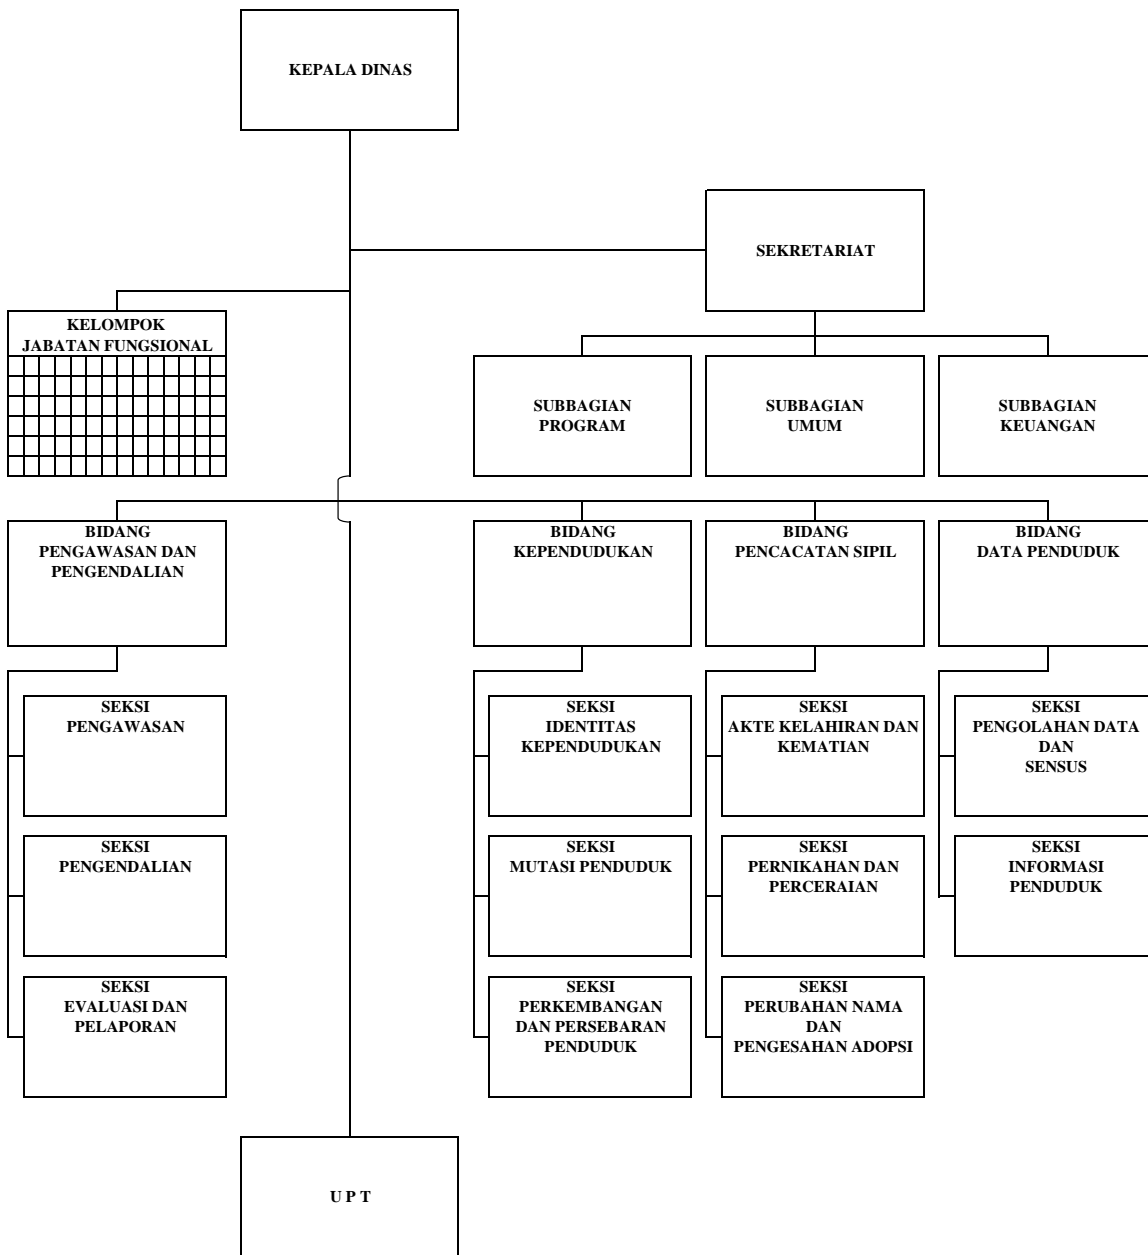 KEPALA DINAS
SEKRETARIAT
KELOMPOK
JABATAN FUNGSIONAL
SUBBAGIAN
PROGRAM
SUBBAGIAN
UMUM
SUBBAGIAN
KEUANGAN
BIDANG
PENGAWASAN DAN
PENGENDALIAN
BIDANG
KEPENDUDUKAN
BIDANG
PENCACATAN SIPIL
BIDANG
DATA PENDUDUK
SEKSI
PENGAWASAN
SEKSI
IDENTITAS
KEPENDUDUKAN
SEKSI
AKTE KELAHIRAN DAN
KEMATIAN
SEKSI
PENGOLAHAN DATA
DAN
SENSUS
SEKSI
PENGENDALIAN
SEKSI
MUTASI PENDUDUK
SEKSI
PERNIKAHAN DAN
PERCERAIAN
SEKSI
INFORMASI
PENDUDUK
SEKSI
EVALUASI DAN
PELAPORAN
SEKSI
PERKEMBANGAN
DAN PERSEBARAN
PENDUDUK
SEKSI
PERUBAHAN NAMA
DAN
PENGESAHAN ADOPSI
U P T